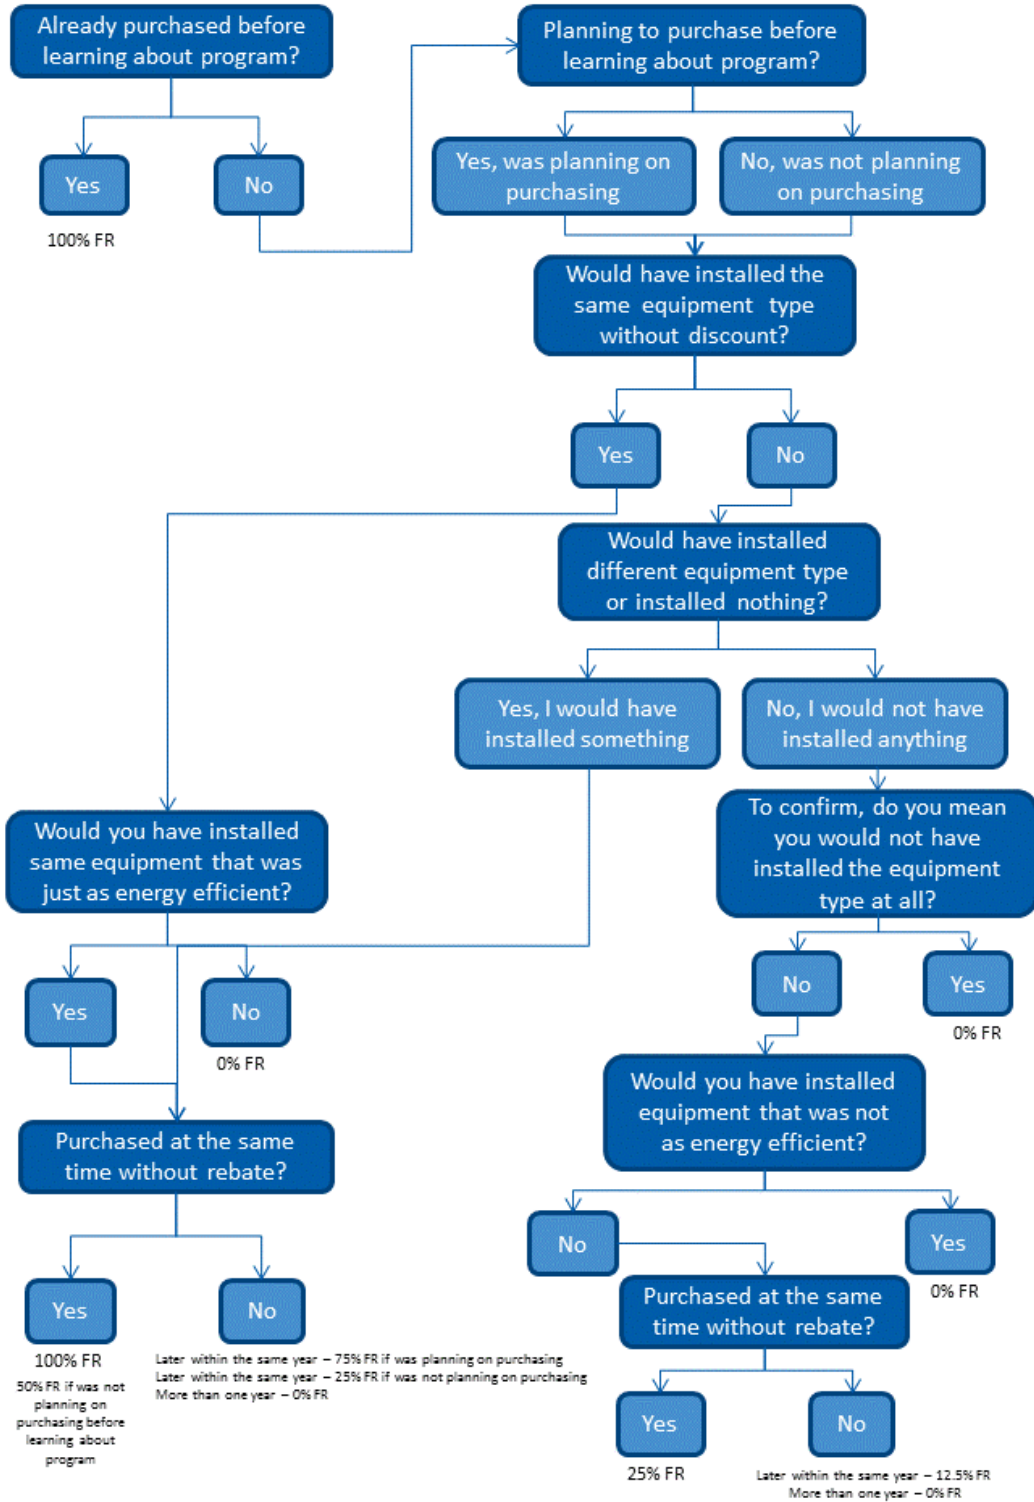 Already purchased before
learning about program?
Yes
100% FR
No
Planning to purchase before
learning about program?
Yes, was planning on
purchasing
No, was not planning
on purchasing
Would have installed the
same equipment type
without discount?
Yes
No
Would have installed
different equipment type
or installed nothing?
Yes, I would have
installed something
No, I would not have
installed anything
Would you have installed
same equipment that was
just as energy efficient?
Yes
No
0% FR
To confirm, do you mean
you would not have
installed the equipment
type at all?
No
Yes
0% FR
Would you have installed
equipment that was not
as energy efficient?
No
Yes
0% FR
Purchased at the same
time without rebate?
Yes
100% FR
50% FR if was not
planning on
purchasing before
learning about
program
No
Later within the same year – 75% FR if was planning on purchasing
Later within the same year – 25% FR if was not planning on purchasing
More than one year – 0% FR
Purchased at the same
time without rebate?
Yes
25% FR
No
Later within the same year – 12.5% FR
More than one year – 0% FR